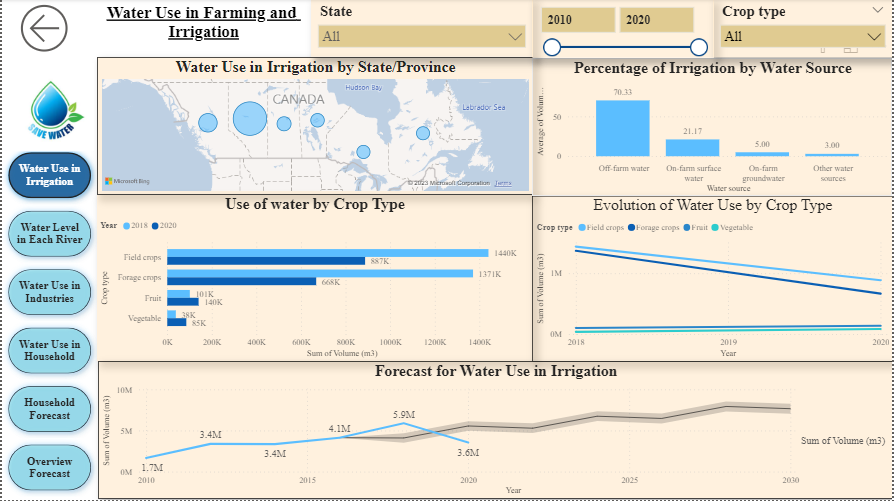 Water Use in Farming and
Irrigation
State
All
2010
2020
Crop type
All
SAVE WATER
Water Use in
Irrigation
Water Level
in Each River
Water Use in
Industries
Water Use in
Household
Household
Forecast
Overview
Forecast
Water Use in Irrigation by State/Province
CANADA
Hudson Bay
Labrador Sea
Microsoft Bing
© 2023 Microsoft Corporation Terms
Percentage of Irrigation by Water Source
Average of Volum...
50
0
70.33
21.17
5.00
3.00
Off-farm water
On-farm surface
water
On-farm
groundwater
Other water
sources
Water source
Use of water by Crop Type
Year 2018 2020
Crop type
Field crops
1440K
887K
Forage crops
1371K
668K
Fruit
101K
140K
Vegetable
38K
85K
0K 200K 400K 600K 800K 1000K 1200K 1400K
Sum of Volume (m3)
Evolution of Water Use by Crop Type
Crop type Field crops Forage crops Fruit Vegetable
Sum of Volume (m3)
1M
0M
2018 2019 2020
Year
Forecast for Water Use in Irrigation
Sum of Volume (m3)
10M
5M
0M
1.7M
3.4M
3.4M
4.1M
5.9M
3.6M
Sum of Volume (m3)
2010 2015 2020 2025 2030
Year